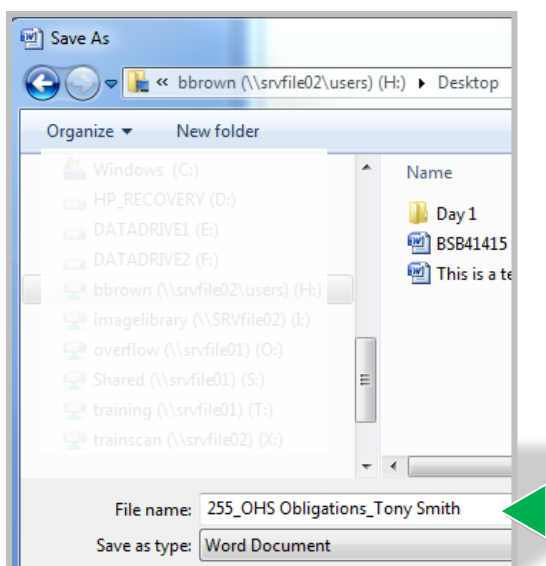 Save As
« bbrown (\\srvfile02\users) (H:) ▸ Desktop
Organize ▾ New folder
Name
Windows (C:)
HP_RECOVERY (D:)
DATADRIVE1 (E:)
DATADRIVE2 (F:)
bbrown (\\srvfile02\users) (H:)
imagelibrary (\\SRVfile02) (I:)
overflow (\\srvfile01) (O:)
Shared (\\srvfile01) (S:)
training (\\srvfile01) (T:)
trainscan (\\srvfile02) (X:)
Day 1
BSB41415
This is a te
File name: 255_OHS Obligations_Tony Smith
Save as type: Word Document